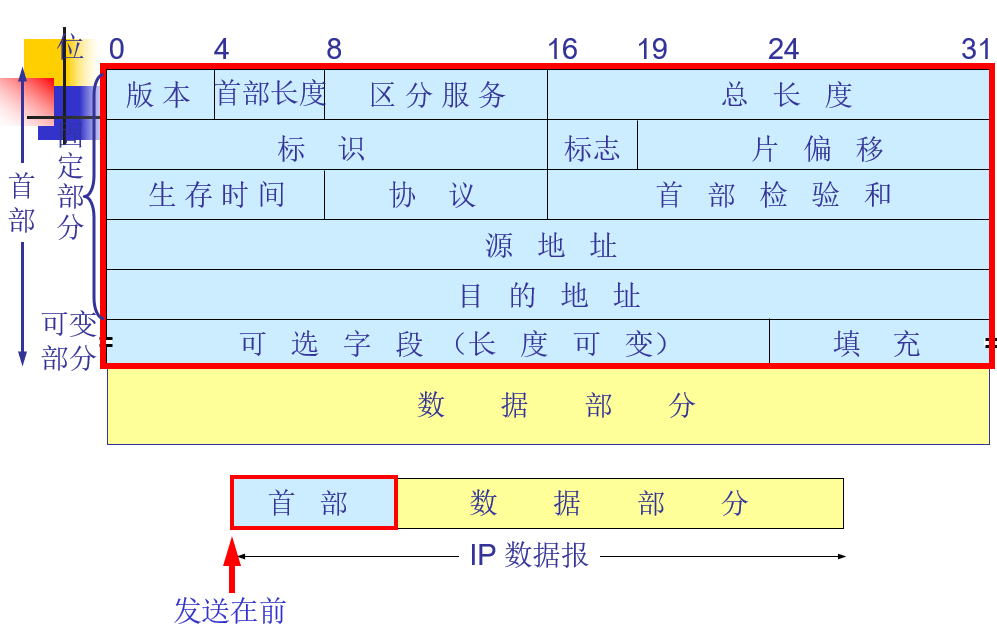 位 0 4 8 16 19 24 31
版本 首部长度 区分服务 总长度
标识 标志 片偏移
生存时间 协议 首部检验和
源地址
目的地址
可选字段（长度可变） 填充
首部
固定部分
可变部分
数据部分
首部 数据部分
IP 数据报
发送在前